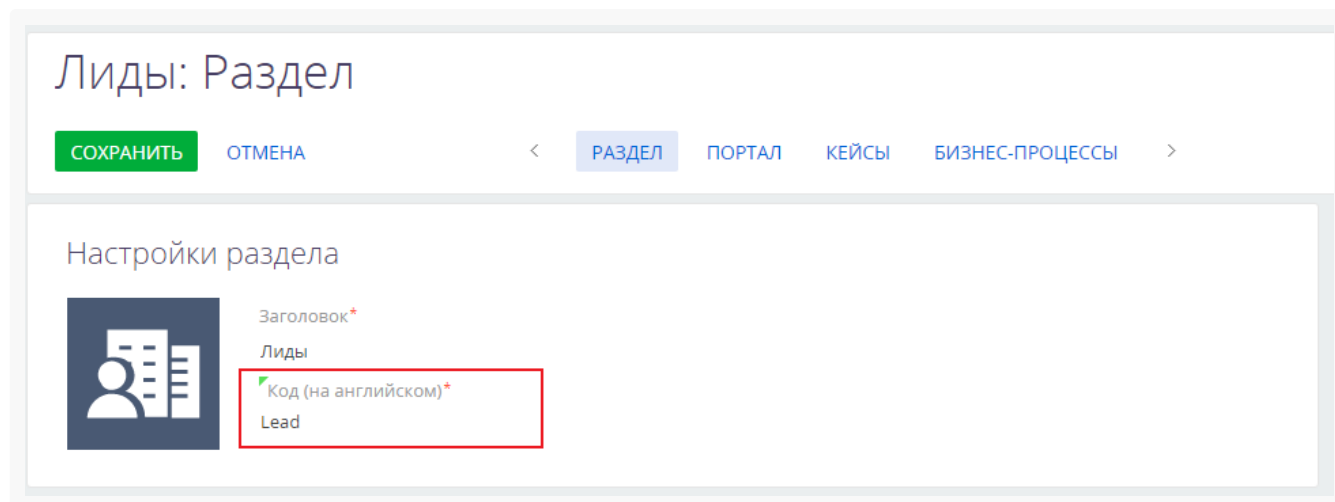 Лиды: Раздел
СОХРАНИТЬ ОТМЕНА < РАЗДЕЛ ПОРТАЛ КЕЙСЫ БИЗНЕС-ПРОЦЕССЫ >
Настройки раздела
Заголовок*
Лиды
Код (на английском)*
Lead